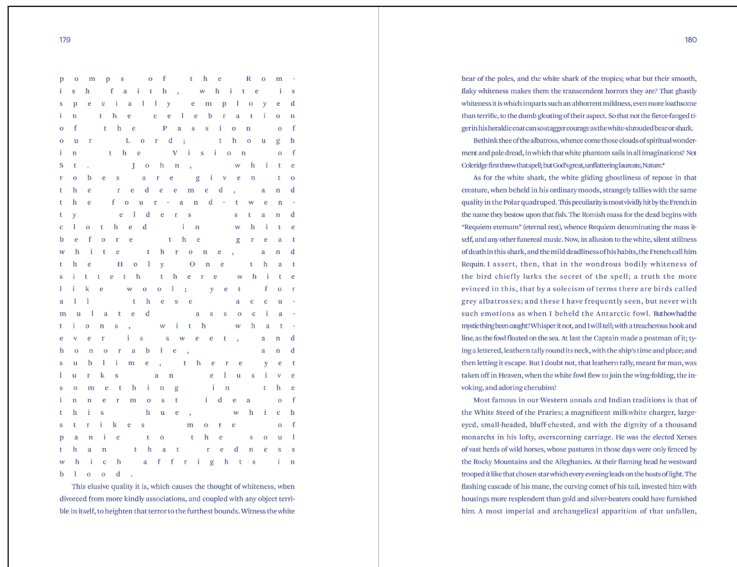 179
pomps of the Rom-
ish faith, white is
specially employed
in the celebration
of the Passion of
our Lord; though
in the Vision of
St. John, white
robes are given to
the redeemed, and
the four-and-twen-
ty elders stand
clothed in white
before the great
white throne, and
the Holy One that
sitteth there white
like wool; yet for
all these accu-
mulated associa-
tions, with what-
ever is sweet, and
honorable, and
sublime, there yet
lurks an elusive
something in the
innermost idea of
this hue, which
strikes more of
panic to the soul
than that redness
which affrights in
blood.
This elusive quality it is, which causes the thought of whiteness, when
divorced from more kindly associations, and coupled with any object terri-
ble in itself, to heighten that terror to the furthest bounds. Witness the white
180
bear of the poles, and the white shark of the tropics; what but their smooth,
flaky whiteness makes them the transcendent horrors they are? That ghastly
whiteness it is which imparts such an abhorrent mildness, even more loathsome
than terrific, to the dumb gloating of their aspect. So that not the fierce-fanged ti-
ger in his heraldic coat can so stagger courage as the white-shrouded bear or shark.
Bethink thee of the albatross, whence come those clouds of spiritual wonder-
ment and pale dread, in which that white phantom sails in all imaginations? Not
Coleridge first threw that spell; but God's great, unflattering laureate, Nature.*
As for the white shark, the white gliding ghostliness of repose in that
creature, when beheld in his ordinary moods, strangely tallies with the same
quality in the Polar quadruped. This peculiarity is most vividly hit by the French in
the name they bestow upon that fish. The Romish mass for the dead begins with
"Requiem eternam" (eternal rest), whence Requiem denominating the mass it-
self, and any other funereal music. Now, in allusion to the white, silent stillness
of death in this shark, and the mild deadliness of his habits, the French call him
Requin. I assert, then, that in the wondrous bodily whiteness of
the bird chiefly lurks the secret of the spell; a truth the more
evinced in this, that by a solecism of terms there are birds called
grey albatrosses; and these I have frequently seen, but never with
such emotions as when I beheld the Antarctic fowl. But how had the
mystic thing been caught? Whisper it not, and I will tell; with a treacherous hook and
line, as the fowl floated on the sea. At last the Captain made a postman of it; ty-
ing a lettered, leathern tally round its neck, with the ship's time and place; and
then letting it escape. But I doubt not, that leathern tally, meant for man, was
taken off in Heaven, when the white fowl flew to join the wing-folding, the in-
voking, and adoring cherubim!
Most famous in our Western annals and Indian traditions is that of
the White Steed of the Praries; a magnificent milkwhite charger, large-
eyed, small-headed, bluff-chested, and with the dignity of a thousand
monarchs in his lofty, overscorning carriage. He was the elected Xerxes
of vast herds of wild horses, whose pastures in those days were only fenced by
the Rocky Mountains and the Alleghanies. At their flaming head he westward
trooped it like that chosen star which every evening leads on the hosts of light. The
flashing cascade of his mane, the curving comet of his tail, invested him with
housings more resplendent than gold and silver-beaters could have furnished
him. A most imperial and archangelical apparition of that unfallen,